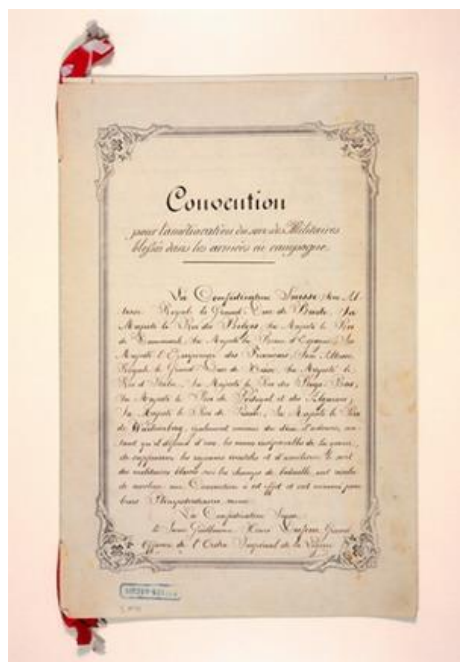 Convention
pour l'amélioration du sort des Militaires
blessés dans les armées en campagne
La Confédération Suisse, Son Al-
tesse Royale le Grand-Duc de Bade, Sa
Majesté le Roi des Belges, Sa Majesté le Roi
de Danemark, Sa Majesté la Reine d'Espagne, Sa
Majesté l'Empereur des Français, Son Altesse
Royale le Grand-Duc de Hesse, Sa Majesté le
Roi d'Italie, Sa Majesté le Roi des Pays-Bas,
Sa Majesté le Roi de Portugal et des Algarves,
Sa Majesté le Roi de Prusse, Sa Majesté le Roi
de Wurtemberg, également animés du désir d'adoucir, au-
tant qu'il dépend d'eux, les maux inséparables de la guerre,
de supprimer les rigueurs inutiles et d'améliorer le sort
des militaires blessés sur les champs de bataille, ont résolu
de conclure une Convention à cet effet et ont nommé pour
leurs Plénipotentiaires, savoir:
La Confédération Suisse
le Sieur Guillaume Henri Dufour, Grand
Officier de l'Ordre Impérial de la Légion